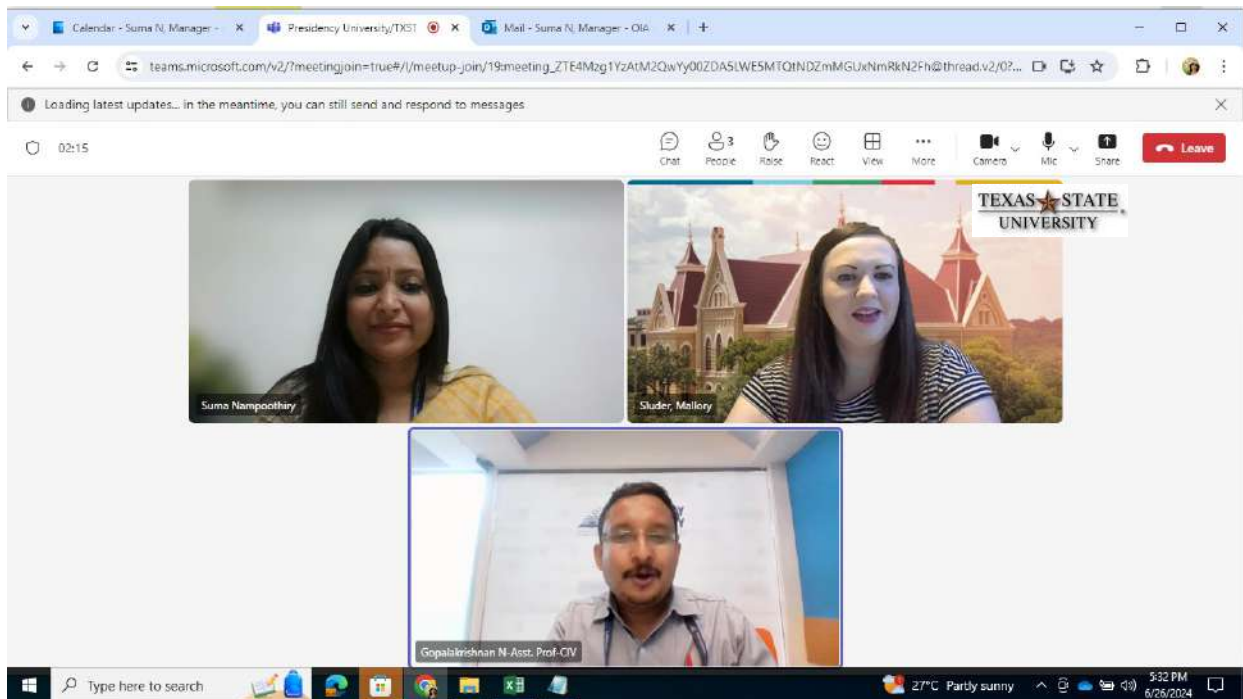 Calendar - Suma N, Manager -
Presidency University/TXST
Mail - Suma N, Manager - OIA
teams.microsoft.com/v2/?meetingjoin=true#/l/meetup-join/19:meeting_ZTE4Mzg1YzAtM2QwYy00ZDA5LWE5MTQtNDZmMGUxNmRkN2Fh@thread.v2/0?...
Loading latest updates... in the meantime, you can still send and respond to messages
02:15
Chat
3
People
Raise
React
View
More
Camera
Mic
Share
Leave
TEXAS STATE
UNIVERSITY
Suma Nampoothiry
Sluder, Mallory
Gopalakrishnan N-Asst. Prof-CIV
Type here to search
27°C Partly sunny
5:32 PM
6/26/2024